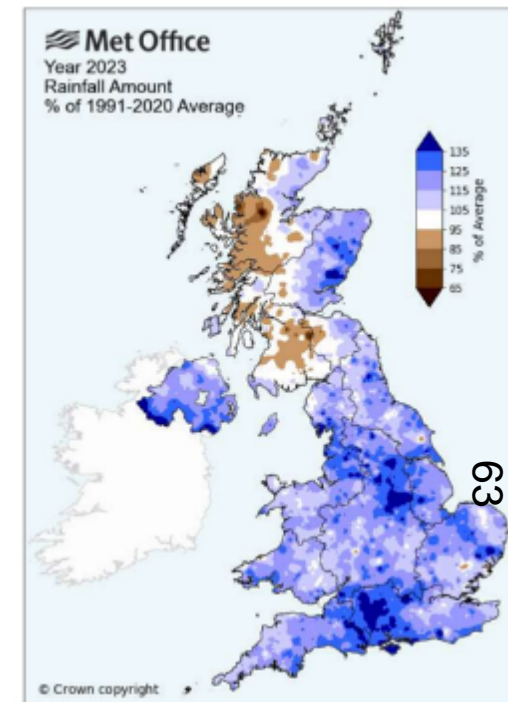 Met Office
Year 2023
Rainfall Amount
% of 1991-2020 Average
135
125
115
105
95
85
75
65
% of Average
63
© Crown copyright